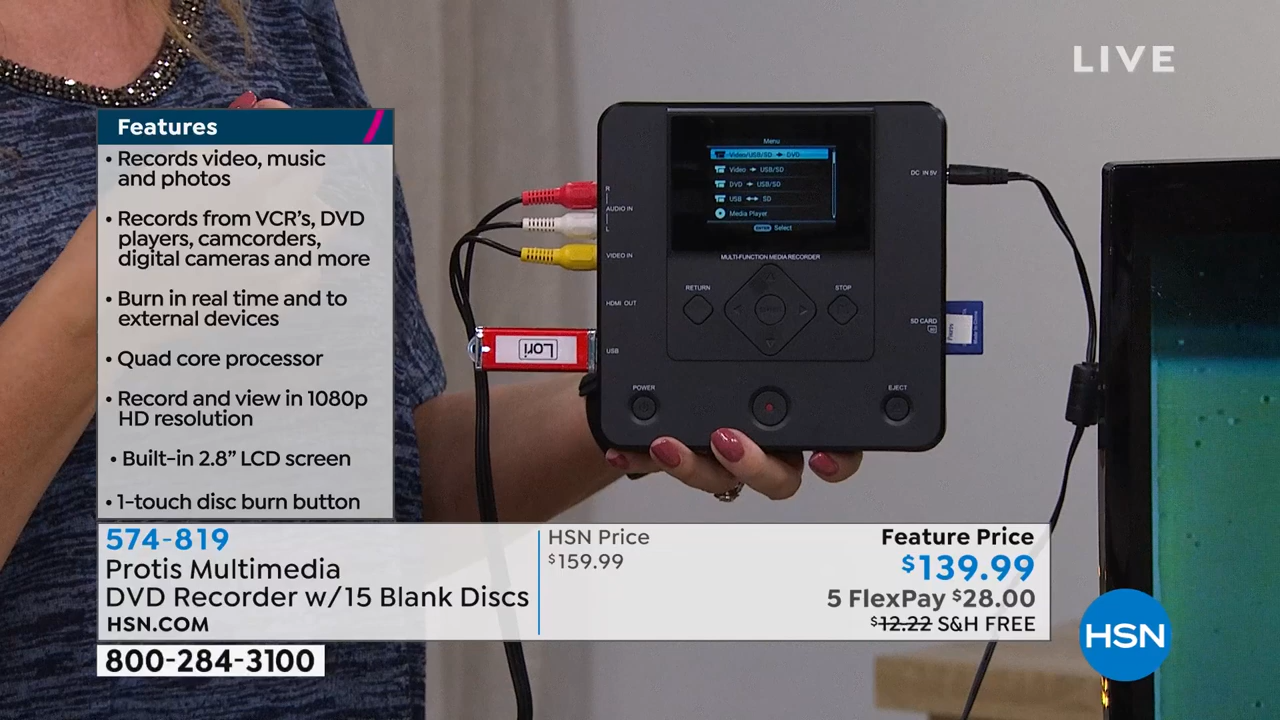 LIVE
Features
• Records video, music
and photos
• Records from VCR's, DVD
players, camcorders,
digital cameras and more
• Burn in real time and to
external devices
• Quad core processor
• Record and view in 1080p
HD resolution
• Built-in 2.8” LCD screen
• 1-touch disc burn button
Menu
Video/USB/SD DVD
Video USB/SD
DVD USB/SD
USB SD
Media Player
ENTER Select
R
AUDIO IN
L
VIDEO IN
HDMI OUT
USB
DC IN 5V
SD CARD
MULTI-FUNCTION MEDIA RECORDER
RETURN
STOP
POWER
EJECT
Lori
574-819
Protis Multimedia
DVD Recorder w/15 Blank Discs
HSN.COM
HSN Price
$159.99
Feature Price
$139.99
5 FlexPay $28.00
$12.22 S&H FREE
800-284-3100
HSN